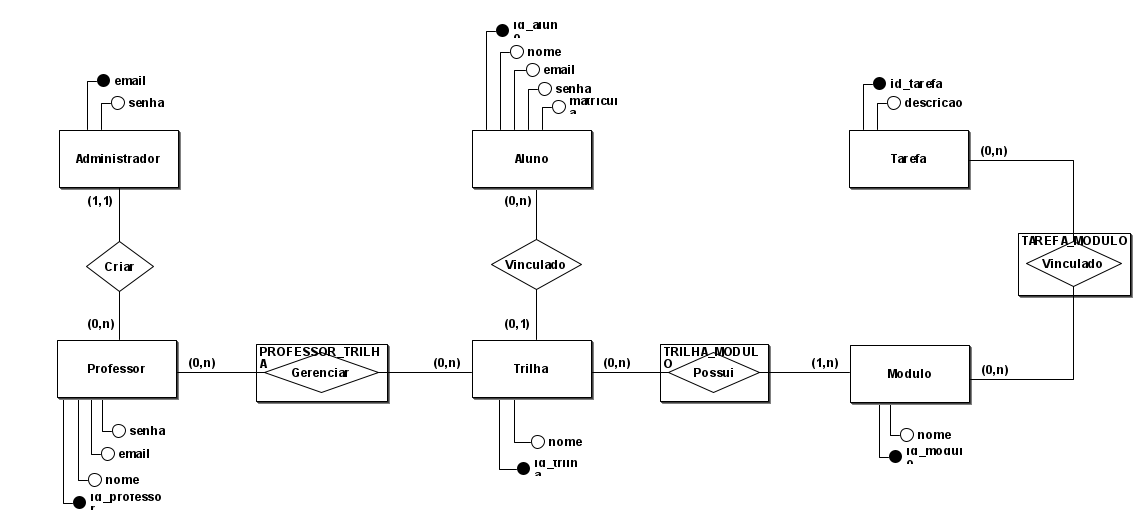 id_alun
o
nome
email
senha
matricul
a
email
senha
id_tarefa
descricao
Administrador
Aluno
Tarefa
(1,1)
(0,n)
(0,n)
Criar
Vinculado
TAREFA_MODULO
Vinculado
(0,n)
(0,1)
Professor
(0,n)
PROFESSOR_TRILH
A
Gerenciar
(0,n)
Trilha
(0,n)
TRILHA_MODUL
O
Possui
(1,n)
Modulo
(0,n)
senha
email
nome
id_professo
r
nome
id_trilh
a
nome
id_modul
o